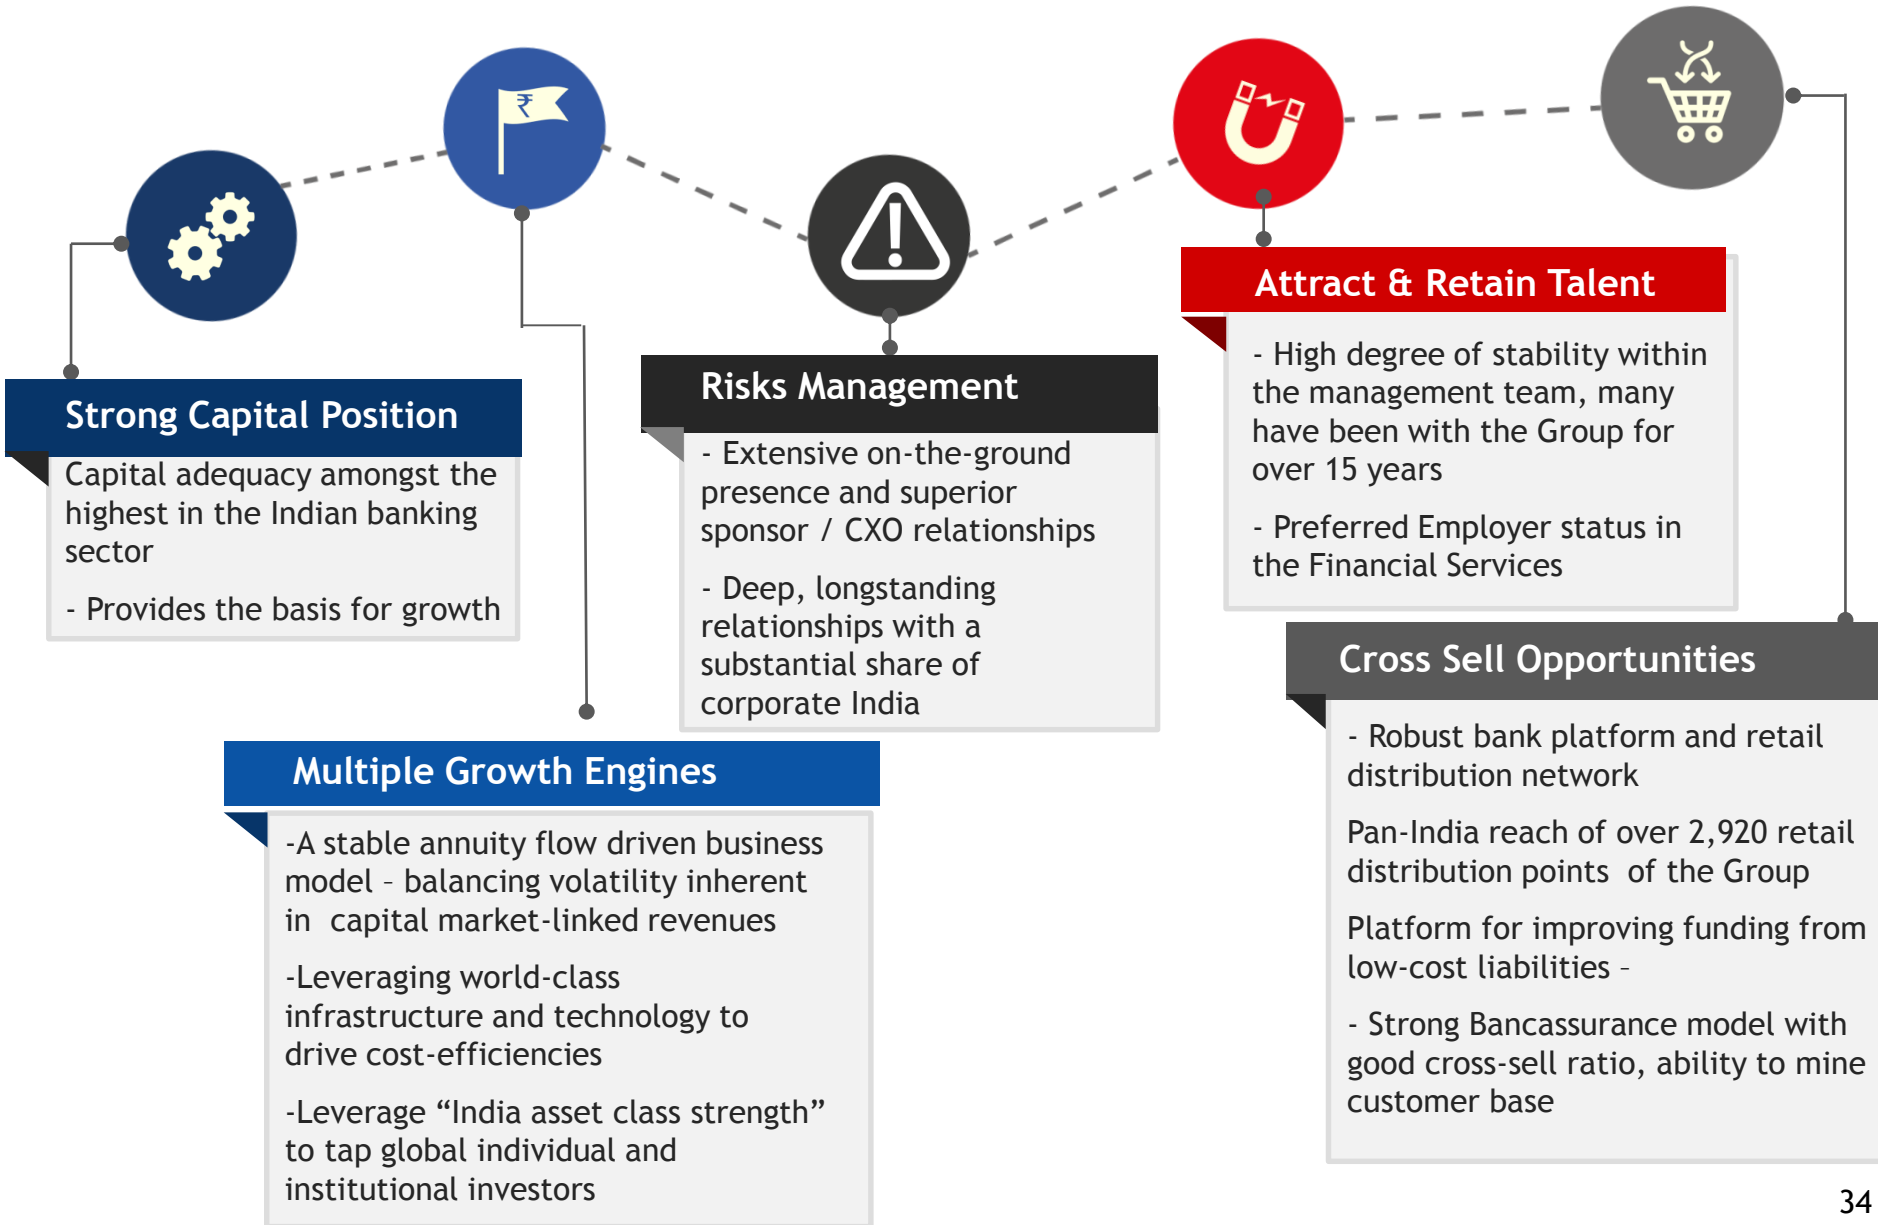 ₹
Strong Capital Position
Capital adequacy amongst the
highest in the Indian banking
sector
- Provides the basis for growth
Multiple Growth Engines
-A stable annuity flow driven business
model – balancing volatility inherent
in capital market-linked revenues
-Leveraging world-class
infrastructure and technology to
drive cost-efficiencies
-Leverage “India asset class strength”
to tap global individual and
institutional investors
Risks Management
- Extensive on-the-ground
presence and superior
sponsor / CXO relationships
- Deep, longstanding
relationships with a
substantial share of
corporate India
Attract & Retain Talent
- High degree of stability within
the management team, many
have been with the Group for
over 15 years
- Preferred Employer status in
the Financial Services
Cross Sell Opportunities
- Robust bank platform and retail
distribution network
Pan-India reach of over 2,920 retail
distribution points of the Group
Platform for improving funding from
low-cost liabilities –
- Strong Bancassurance model with
good cross-sell ratio, ability to mine
customer base
34